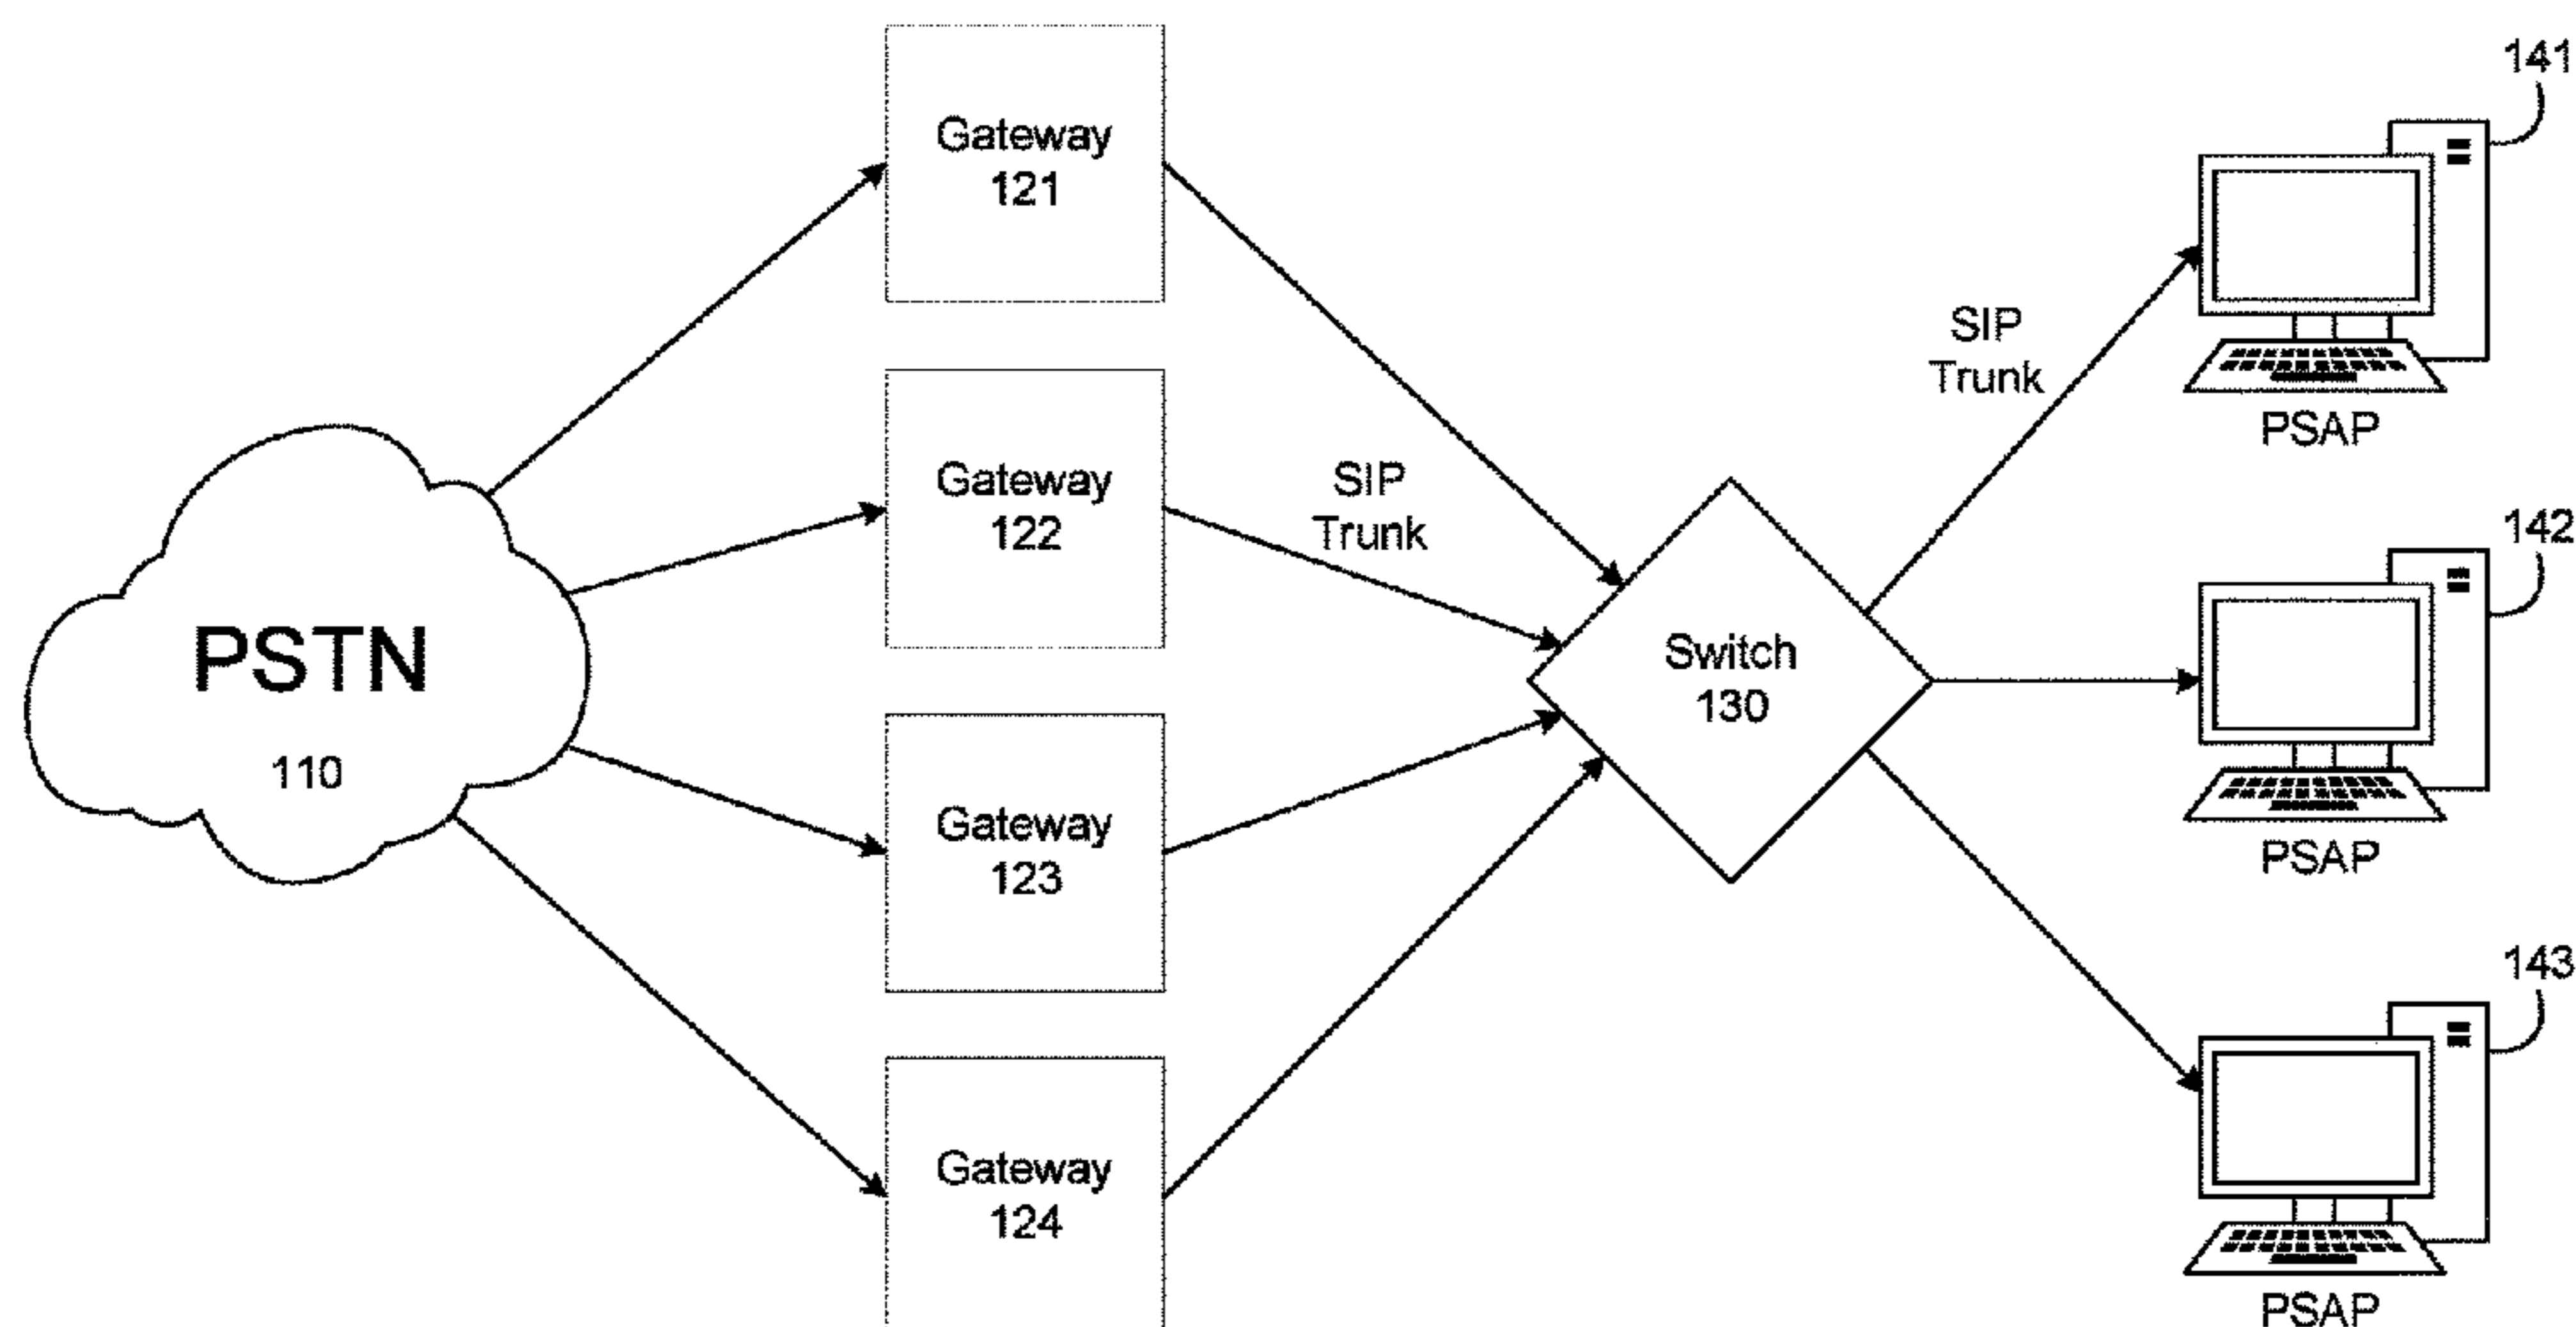 PSTN
110
Gateway
121
Gateway
122
Gateway
123
Gateway
124
SIP
Trunk
Switch
130
SIP
Trunk
141
PSAP
142
PSAP
143
PSAP